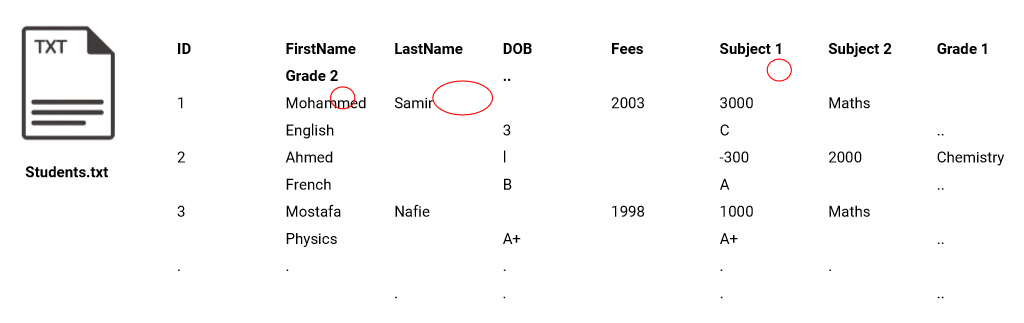 TXT
Students.txt
ID FirstName LastName DOB Fees Subject 1 Subject 2 Grade 1
Grade 2 ..
1 Mohammed Samir 2003 3000 Maths
English 3 C ..
2 Ahmed l -300 2000 Chemistry
French B A ..
3 Mostafa Nafie 1998 1000 Maths
Physics A+ A+ ..
. . . . .
. . . ..